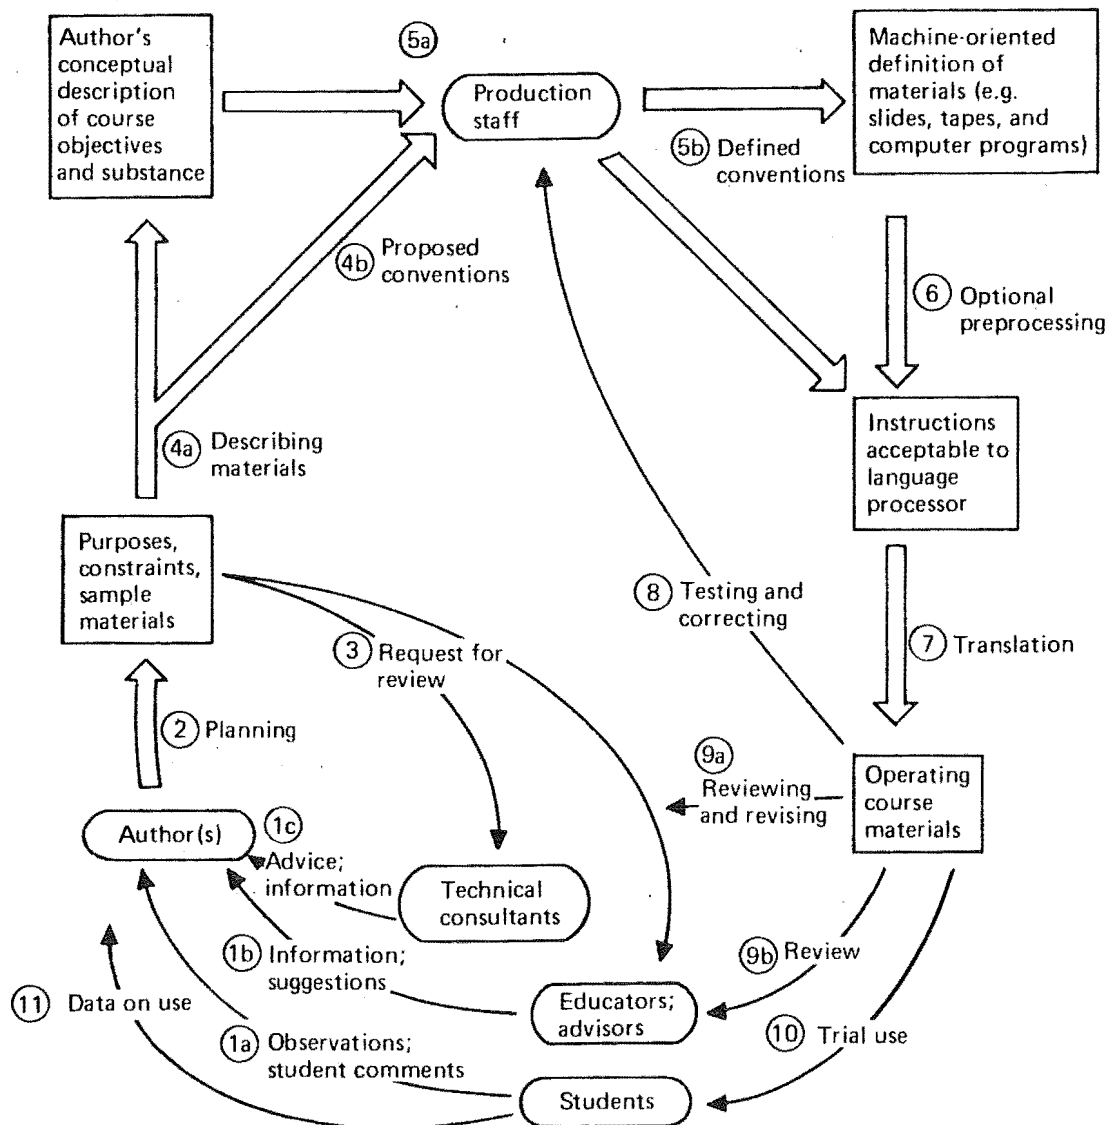 Author's
conceptual
description
of course
objectives
and substance
5a
Production
staff
Machine-oriented
definition of
materials (e.g.
slides, tapes, and
computer programs)
5b Defined
conventions
4b Proposed
conventions
6 Optional
preprocessing
4a Describing
materials
Instructions
acceptable to
language
processor
Purposes,
constraints,
sample
materials
8 Testing and
correcting
3 Request for
review
7 Translation
2 Planning
9a
Reviewing
and revising
Operating
course
materials
Author(s)
1c
Advice;
information
Technical
consultants
1b Information;
suggestions
9b Review
Educators;
advisors
11 Data on use
10 Trial use
1a Observations;
student comments
Students